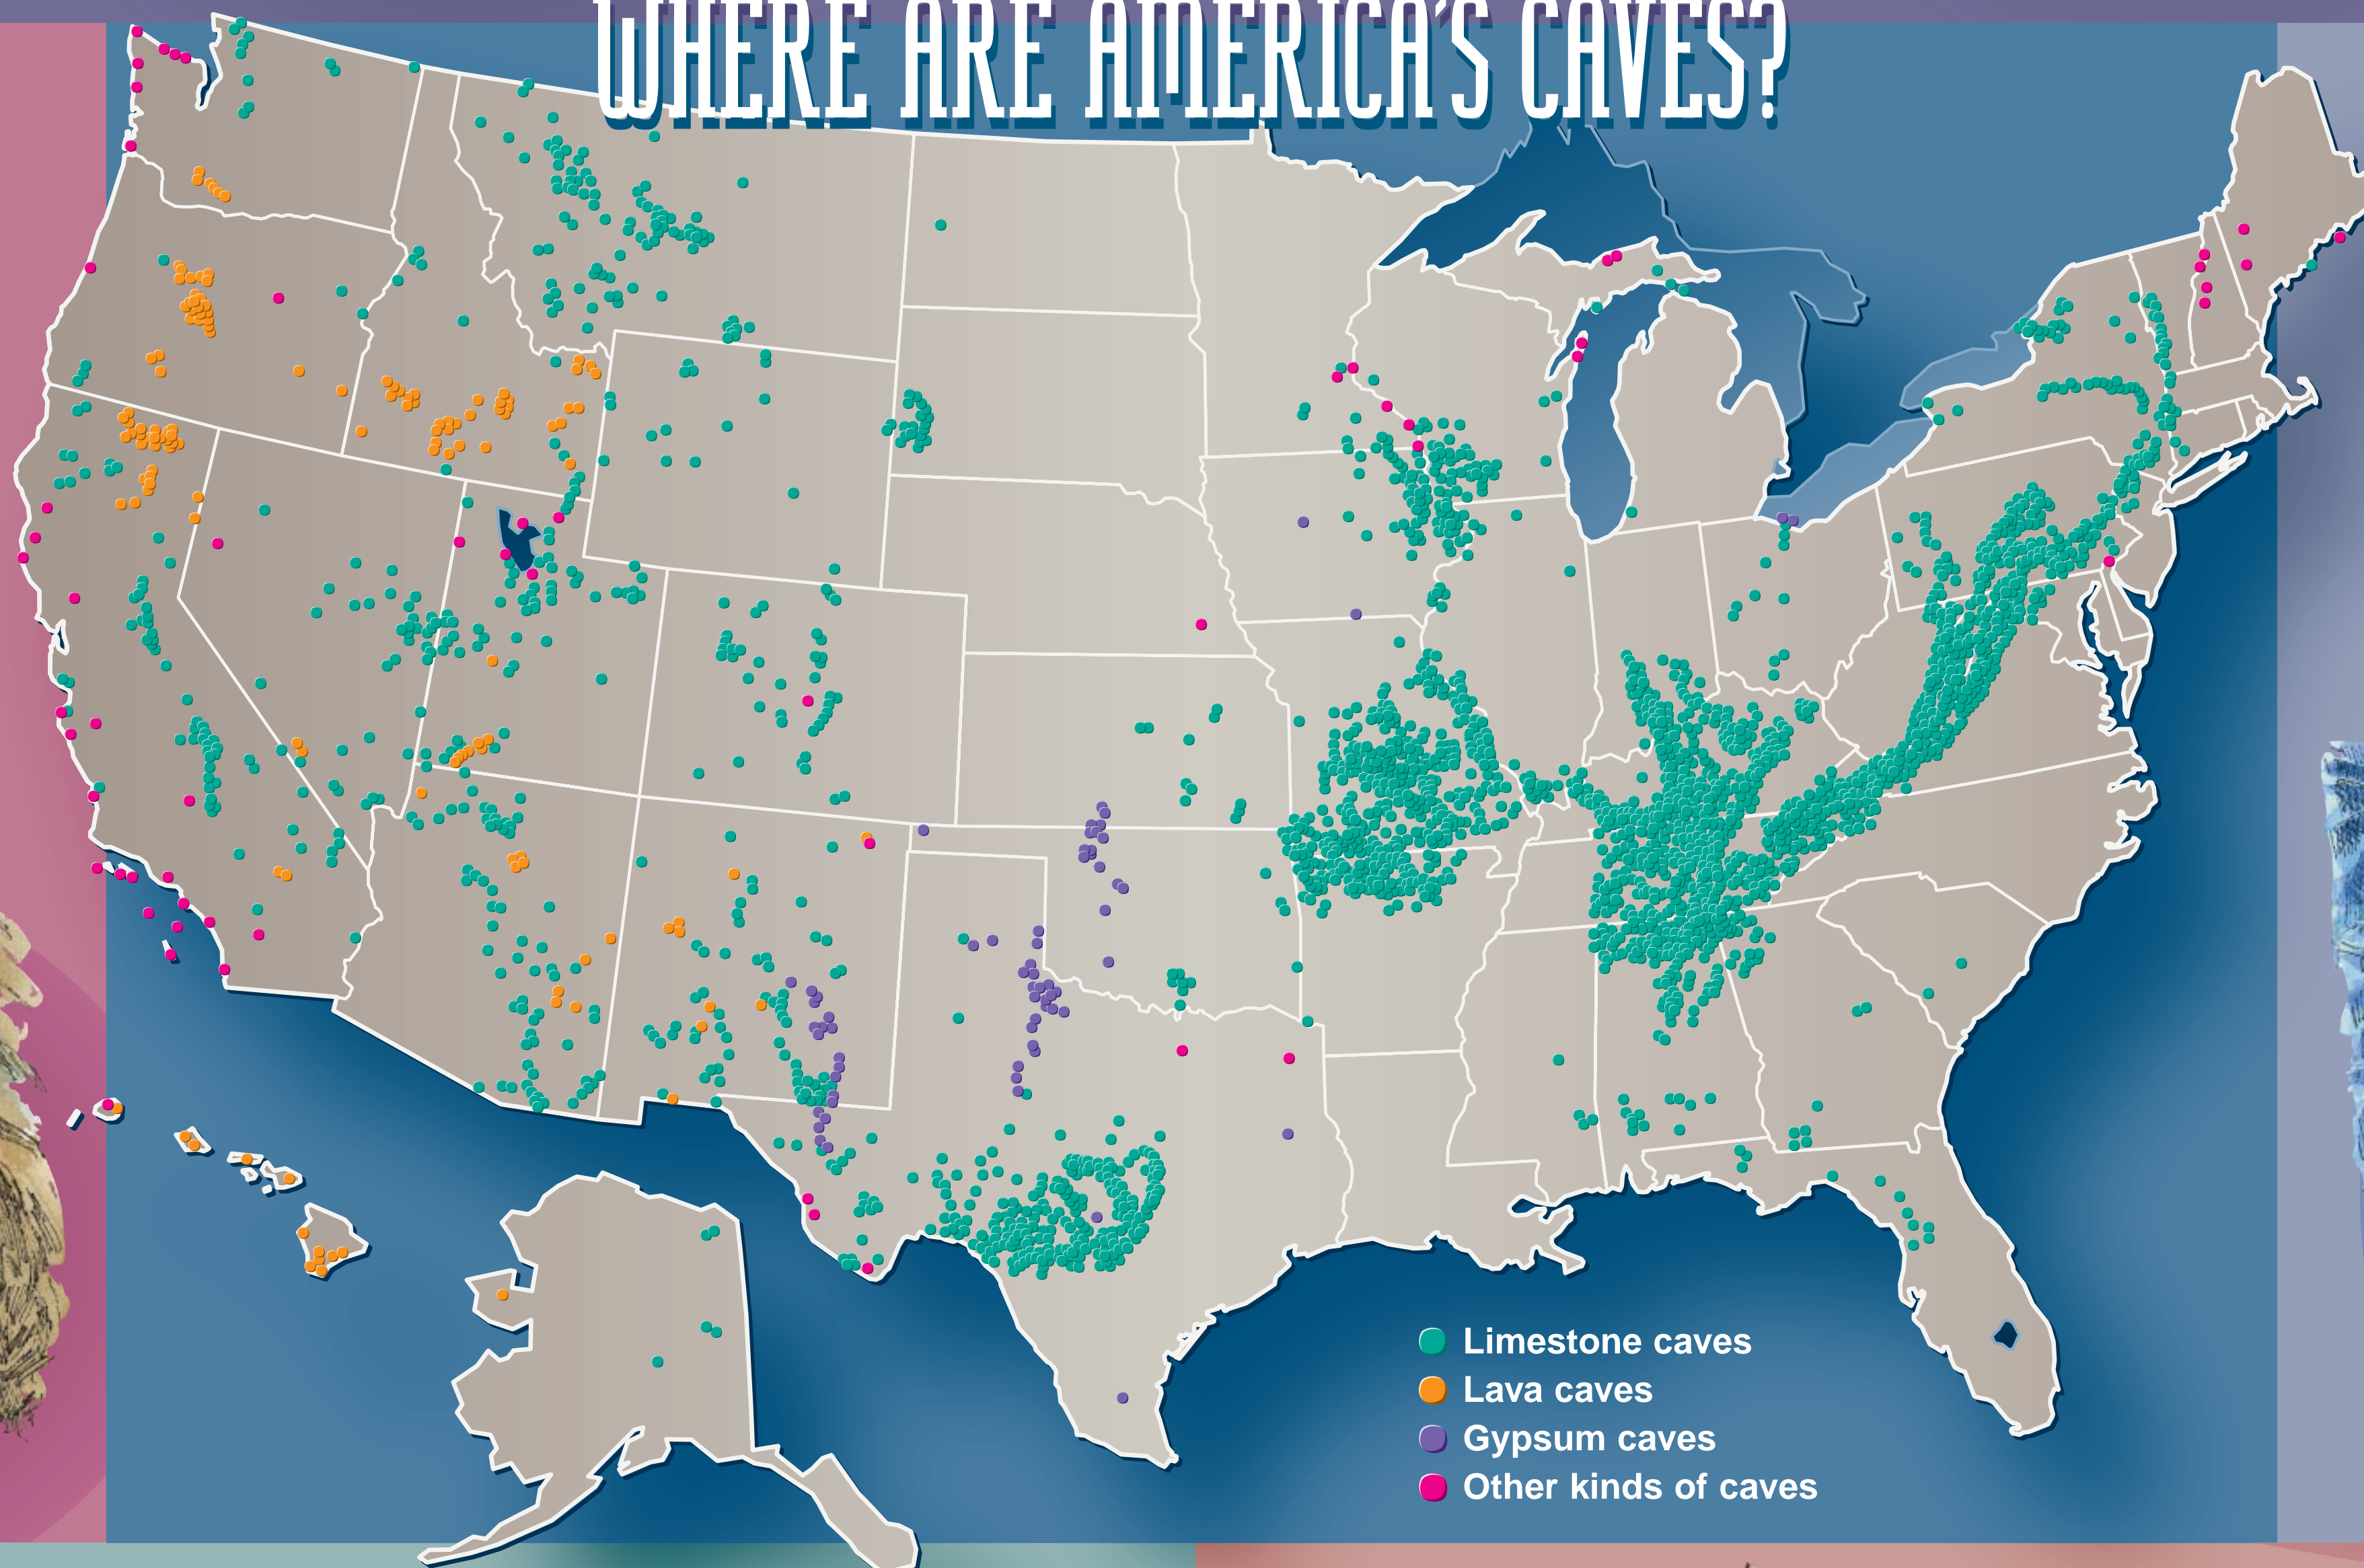 WHERE ARE AMERICA'S CAVES?
Limestone caves
Lava caves
Gypsum caves
Other kinds of caves